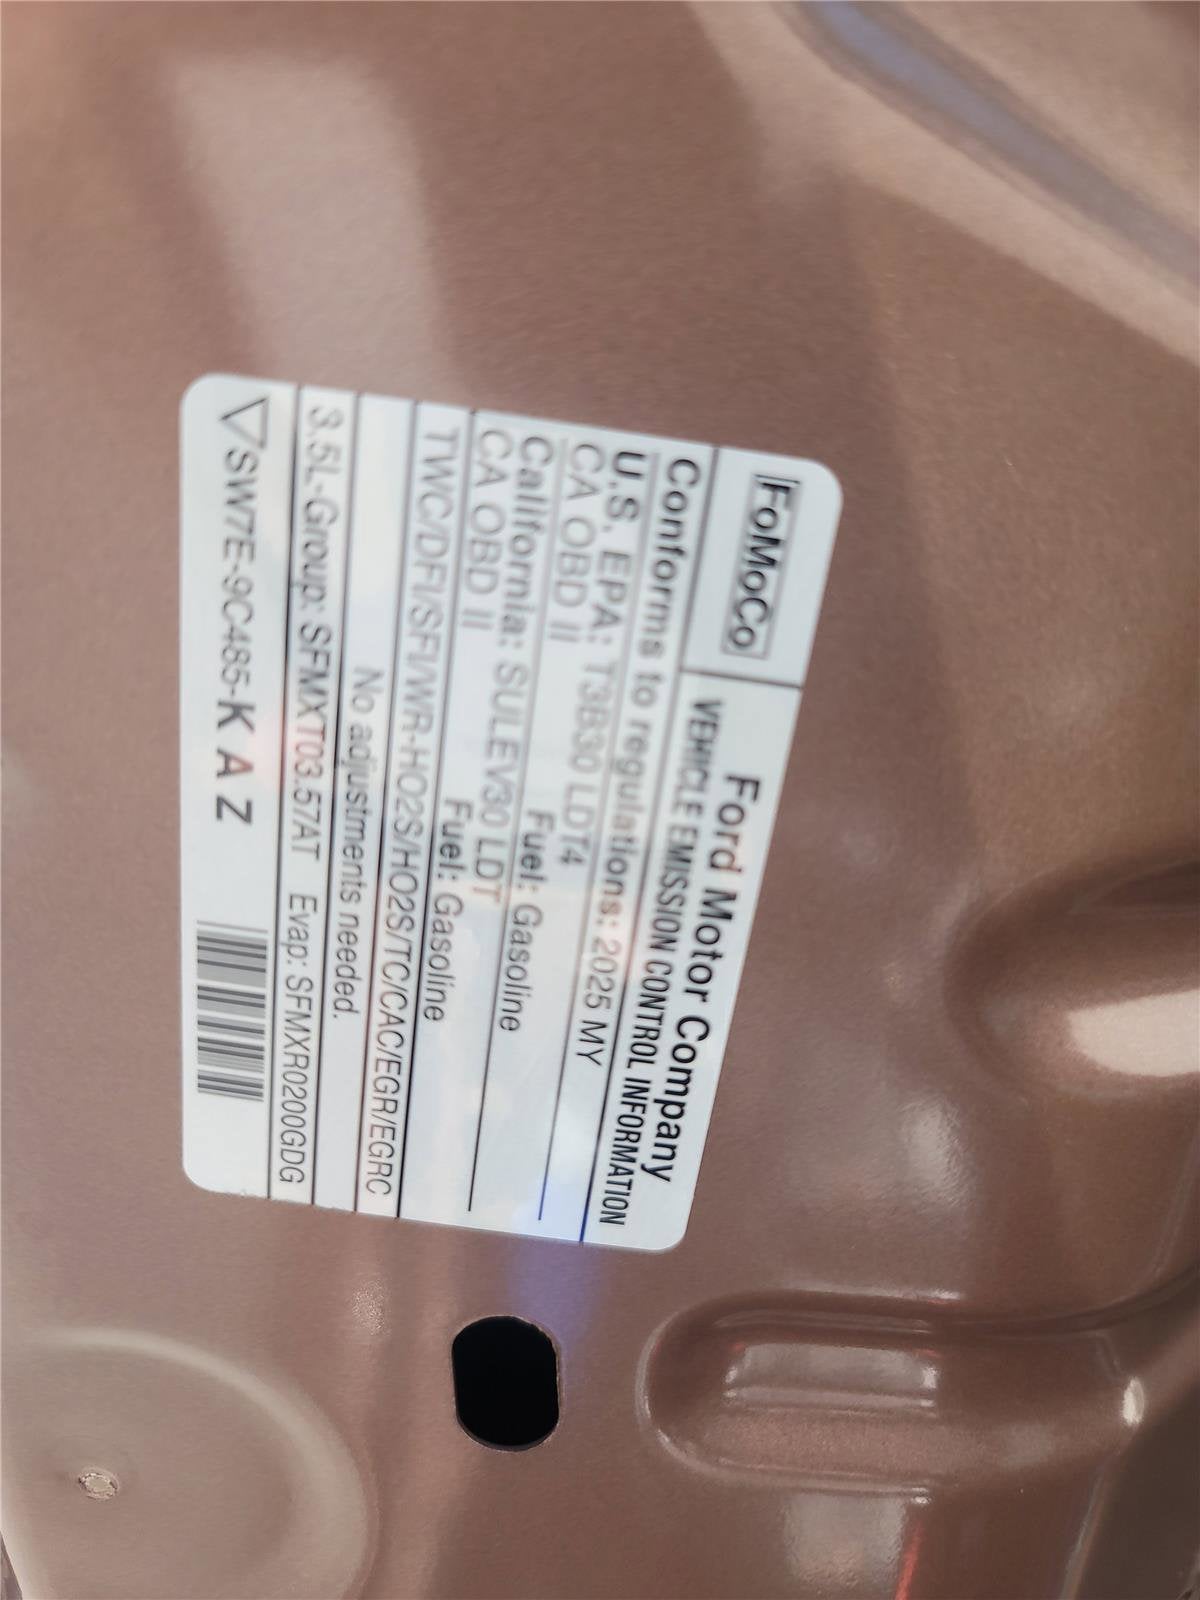 FoMoCo
Ford Motor Company
VEHICLE EMISSION CONTROL INFORMATION
Conforms to regulations: 2025 MY
U.S. EPA: T3B30 LDT4 Fuel: Gasoline
CA OBD II
California: SULEV30 LDT Fuel: Gasoline
CA OBD II
TWC/DFI/SFI/WR-HO2S/HO2S/TC/CAC/EGR/EGRC
No adjustments needed.
3.5L-Group: SFMXT03.57AT Evap: SFMXR0200GDG
SW7E-9C485-K A Z